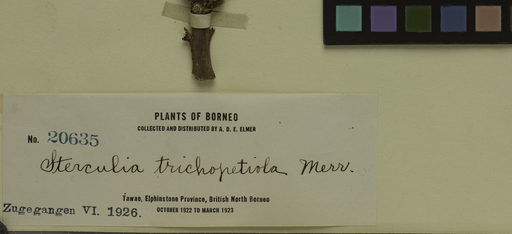 PLANTS OF BORNEO
COLLECTED AND DISTRIBUTED BY A. D. E. ELMER
No. 20635
Sterculia trichopetiola Merr.
Tawao, Elphinstone Province, British North Borneo
OCTOBER 1922 TO MARCH 1923
Zugegangen VI. 1926.